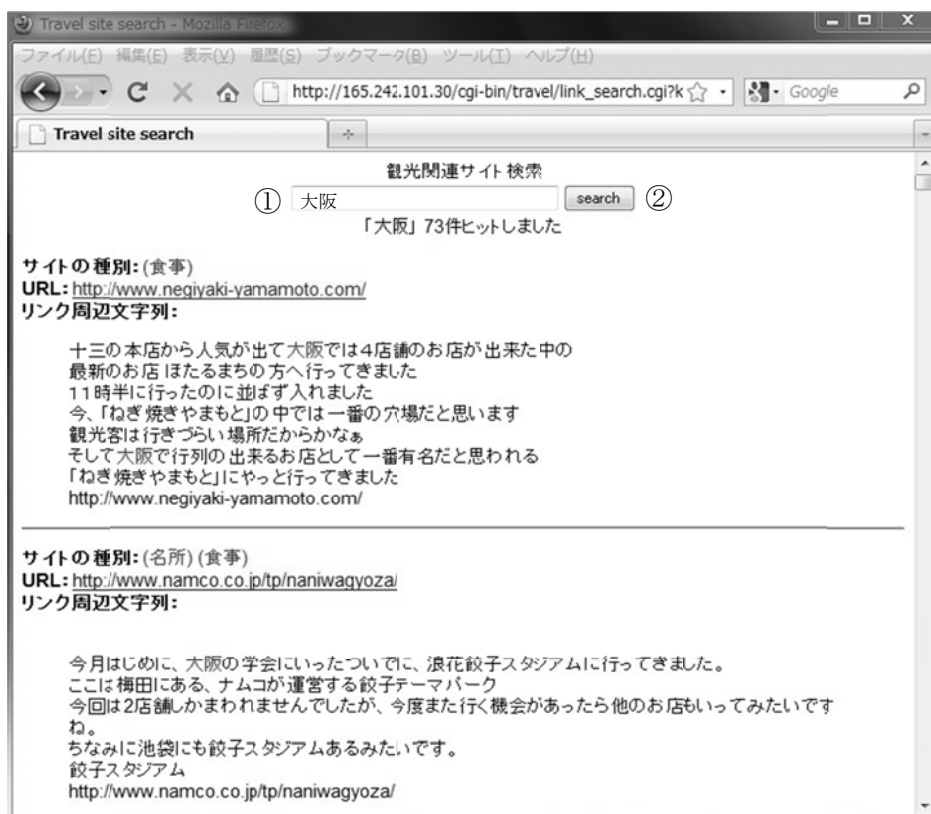 Travel site search - Mozilla Firefox
ファイル(F) 編集(E) 表示(V) 履歴(S) ブックマーク(B) ツール(T) ヘルプ(H)
http://165.242.101.30/cgi-bin/travel/link_search.cgi?k
Google
Travel site search
観光関連サイト検索
① 大阪 search ②
「大阪」 73件ヒットしました
サイトの種別: (食事)
URL: http://www.negiyaki-yamamoto.com/
リンク周辺文字列:
十三の本店から人気が出て大阪では4店舗のお店が出来た中の
最新のお店 ほたるまちの方へ行ってきました
11時半に行ったのに並ばず入れました
今、「ねぎ焼きやまもと」の中では一番の穴場だと思います
観光客は行きづらい場所だからかなぁ
そして大阪で行列の出来るお店として一番有名だと思われる
「ねぎ焼きやまもと」にやっと行ってきました
http://www.negiyaki-yamamoto.com/
サイトの種別: (名所) (食事)
URL: http://www.namco.co.jp/tp/naniwagyoza/
リンク周辺文字列:
今月はじめに、大阪の学会にいったついでに、浪花餃子スタジアムに行ってきました。
ここは梅田にある、ナムコが運営する餃子テーマパーク
今回は2店舗しかまわれませんでしたが、今度また行く機会があったら他のお店もいってみたいです
ね。
ちなみに池袋にも餃子スタジアムあるみたいです。
餃子スタジアム
http://www.namco.co.jp/tp/naniwagyoza/